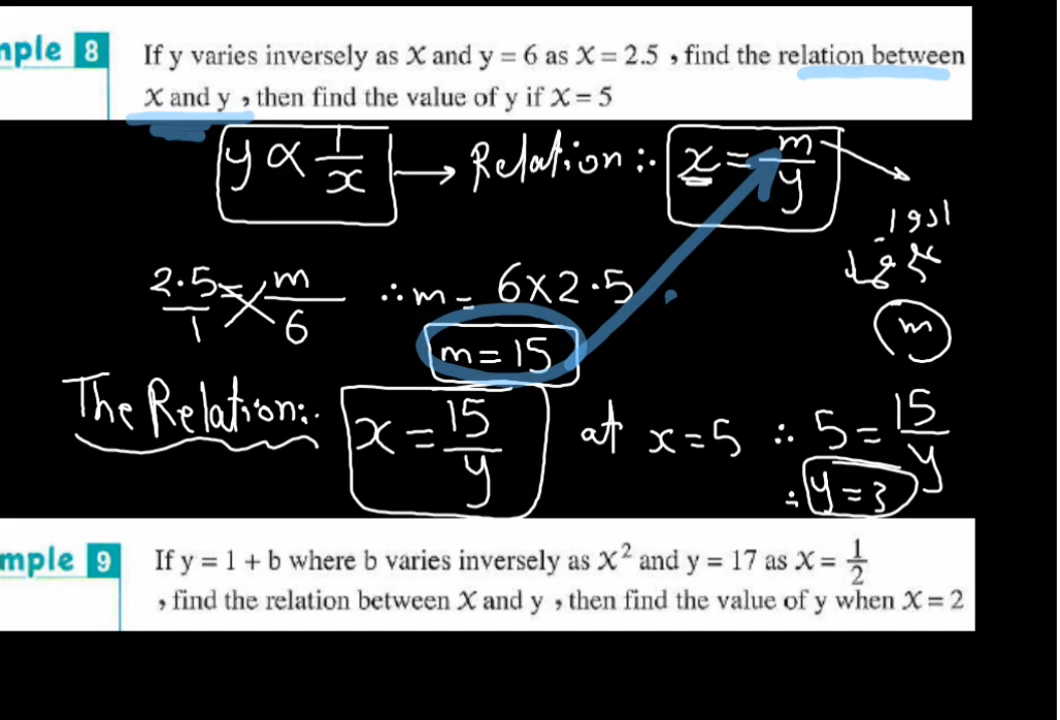 mple 8 If y varies inversely as X and y = 6 as X = 2.5 , find the relation between
X and y , then find the value of y if X = 5
y ∝ 1/x → Relation ∴ x = m/y
2.5/1 = m/6 ∴ m = 6×2.5
m
m = 15
The Relation: x = 15/y at x=5 ∴ 5 = 15/y
∴ y = 3
mple 9 If y = 1 + b where b varies inversely as X² and y = 17 as X = 1/2
, find the relation between X and y , then find the value of y when X = 2